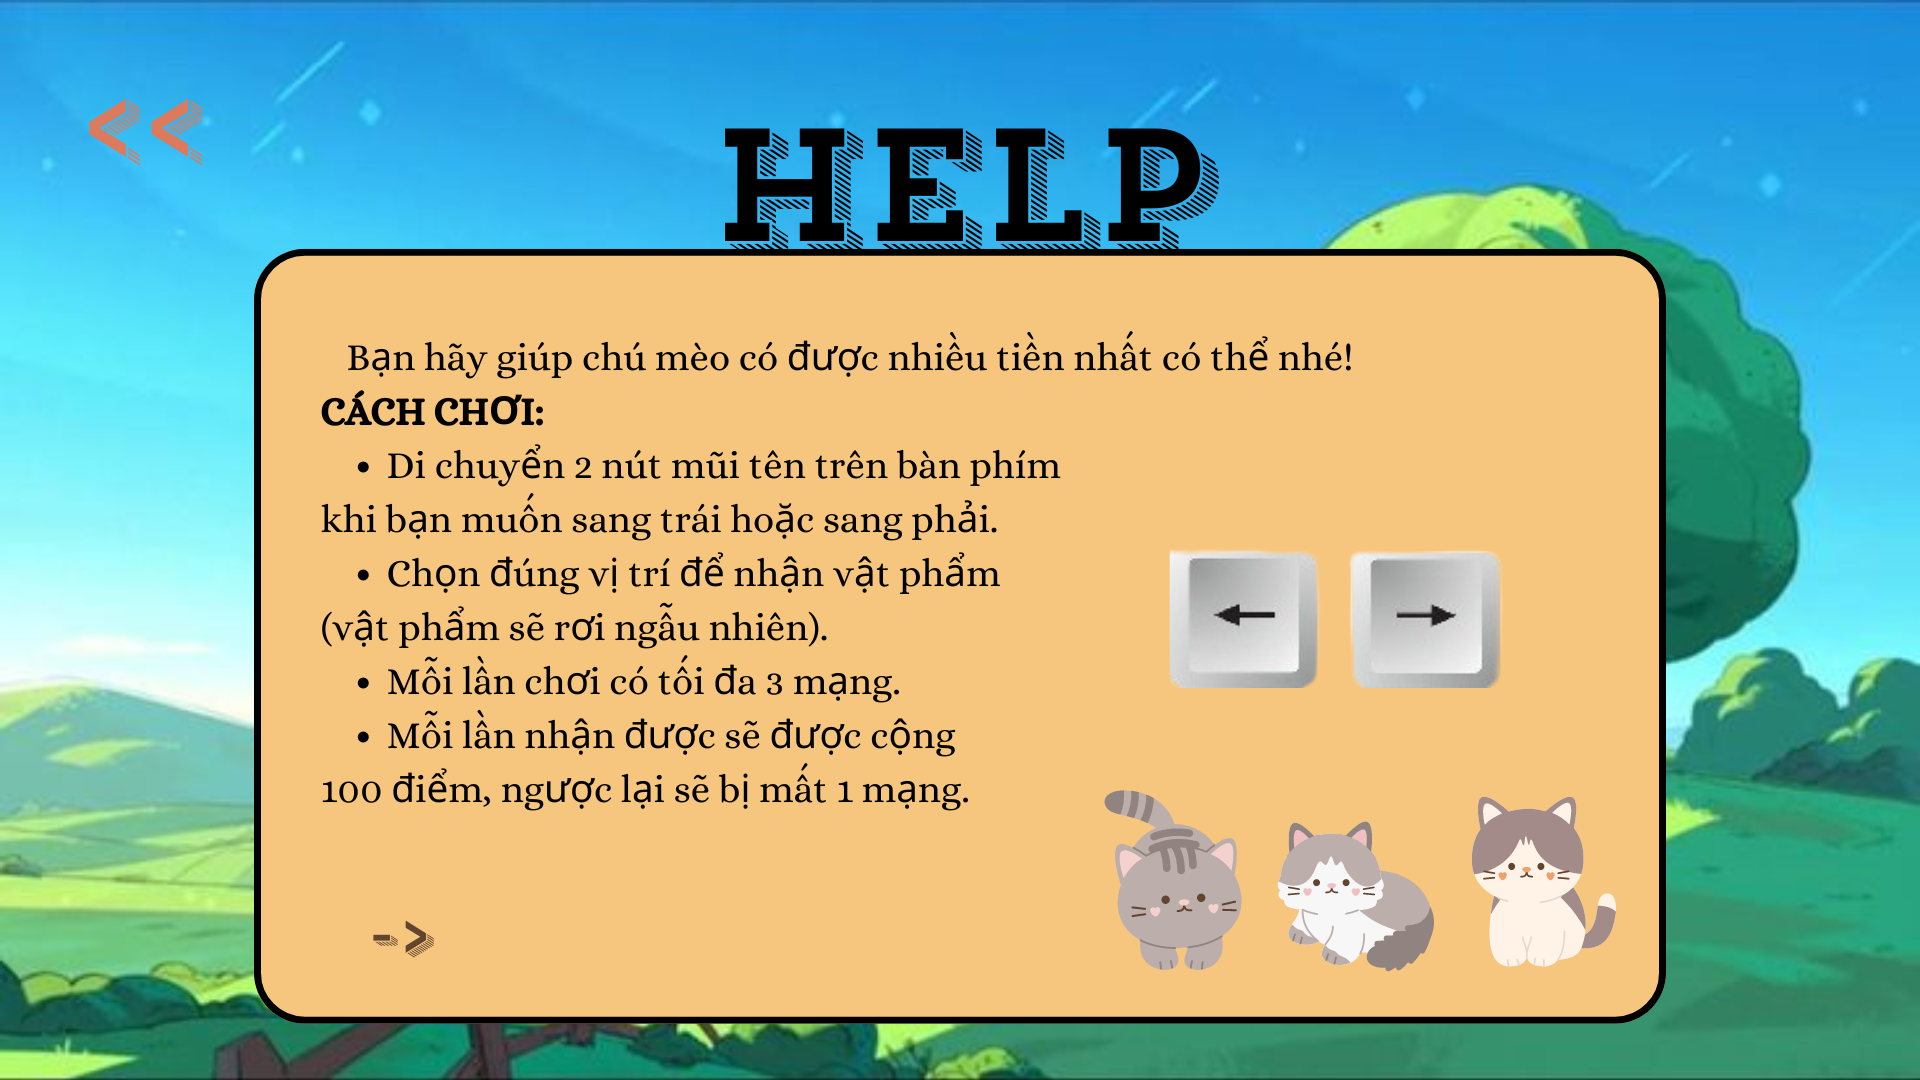 <<
HELP
Bạn hãy giúp chú mèo có được nhiều tiền nhất có thể nhé!
CÁCH CHƠI:
• Di chuyển 2 nút mũi tên trên bàn phím
khi bạn muốn sang trái hoặc sang phải.
• Chọn đúng vị trí để nhận vật phẩm
(vật phẩm sẽ rơi ngẫu nhiên).
• Mỗi lần chơi có tối đa 3 mạng.
• Mỗi lần nhận được sẽ được cộng
100 điểm, ngược lại sẽ bị mất 1 mạng.
← →
->